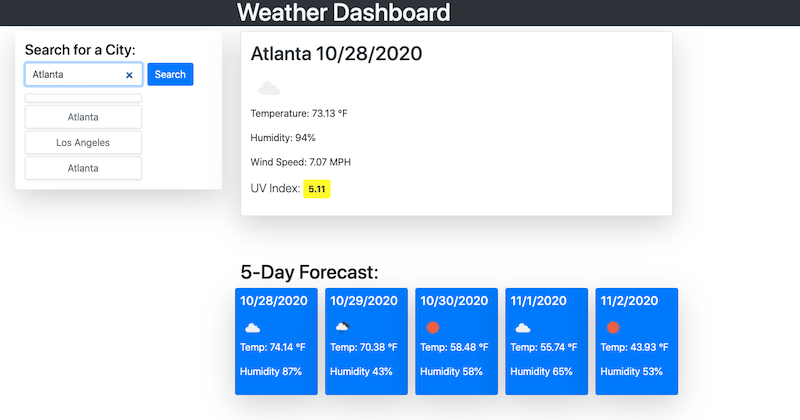 Weather Dashboard
Search for a City:
Atlanta × Search
Atlanta
Los Angeles
Atlanta
Atlanta 10/28/2020
Temperature: 73.13 °F
Humidity: 94%
Wind Speed: 7.07 MPH
UV Index: 5.11
5-Day Forecast:
10/28/2020
Temp: 74.14 °F
Humidity 87%
10/29/2020
Temp: 70.38 °F
Humidity 43%
10/30/2020
Temp: 58.48 °F
Humidity 58%
11/1/2020
Temp: 55.74 °F
Humidity 65%
11/2/2020
Temp: 43.93 °F
Humidity 53%